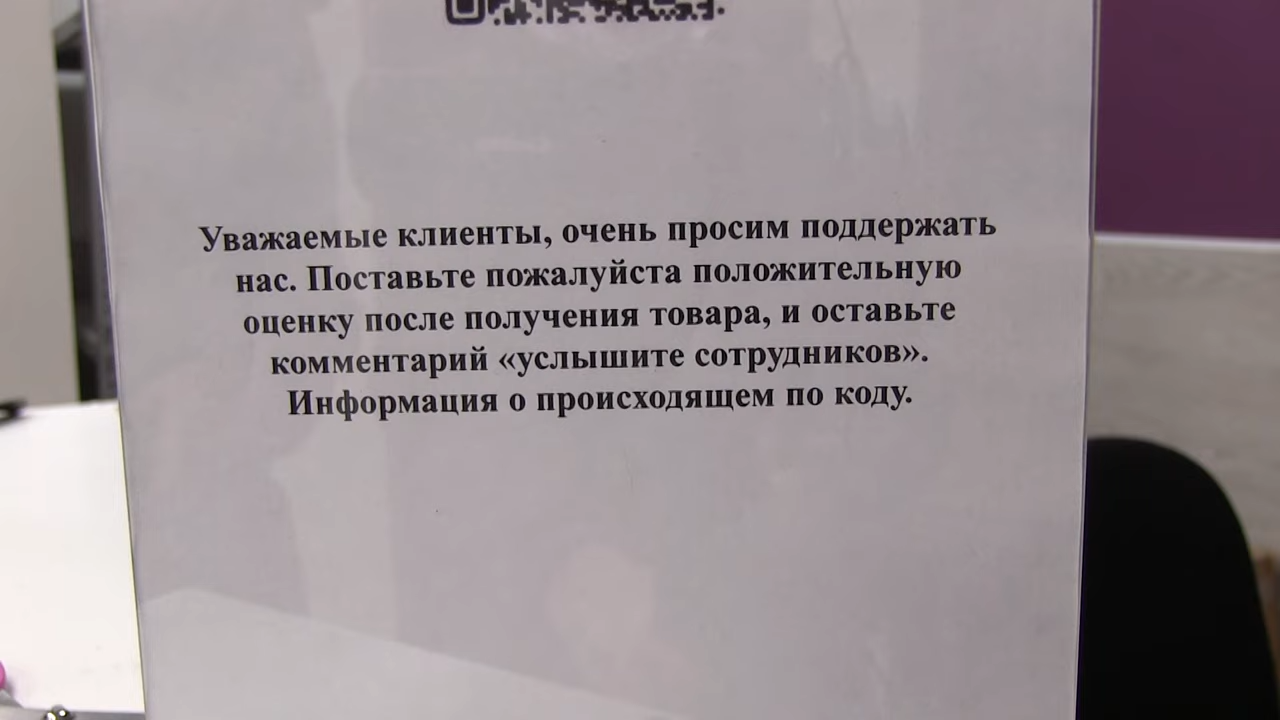 Уважаемые клиенты, очень просим поддержать
нас. Поставьте пожалуйста положительную
оценку после получения товара, и оставьте
комментарий «услышите сотрудников».
Информация о происходящем по коду.